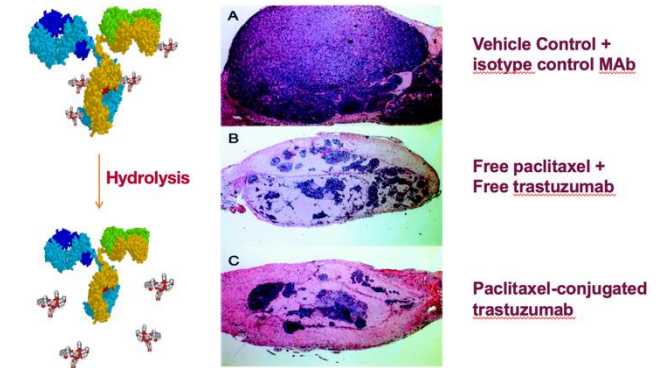 Hydrolysis
A
Vehicle Control +
isotype control MAb
B
Free paclitaxel +
Free trastuzumab
C
Paclitaxel-conjugated
trastuzumab